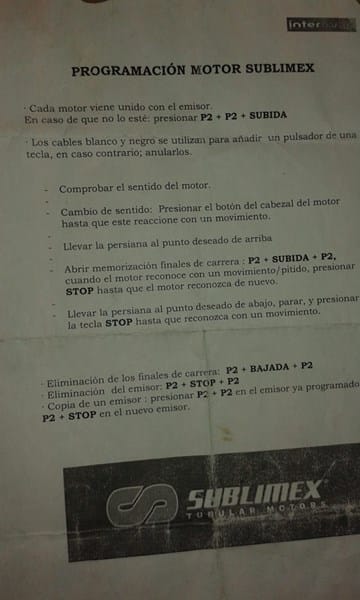 PROGRAMACIÓN MOTOR SUBLIMEX
· Cada motor viene unido con el emisor.
En caso de que no lo esté: presionar P2 + P2 + SUBIDA
· Los cables blanco y negro se utilizan para añadir un pulsador de una
tecla, en caso contrario; anularlos.
- Comprobar el sentido del motor.
-
- Cambio de sentido: Presionar el botón del cabezal del motor
hasta que este reaccione con un movimiento.
-
- Llevar la persiana al punto deseado de arriba
-
- Abrir memorización finales de carrera : P2 + SUBIDA + P2,
cuando el motor reconoce con un movimiento/pitido, presionar
STOP hasta que el motor reconozca de nuevo.
-
- Llevar la persiana al punto deseado de abajo, parar, y presionar
la tecla STOP hasta que reconozca con un movimiento.
· Eliminación de los finales de carrera: P2 + BAJADA + P2
· Eliminación del emisor: P2 + STOP + P2
· Copia de un emisor : presionar P2 + P2 en el emisor ya programado
P2 + STOP en el nuevo emisor.
SUBLIMEX®
TUBULAR MOTORS